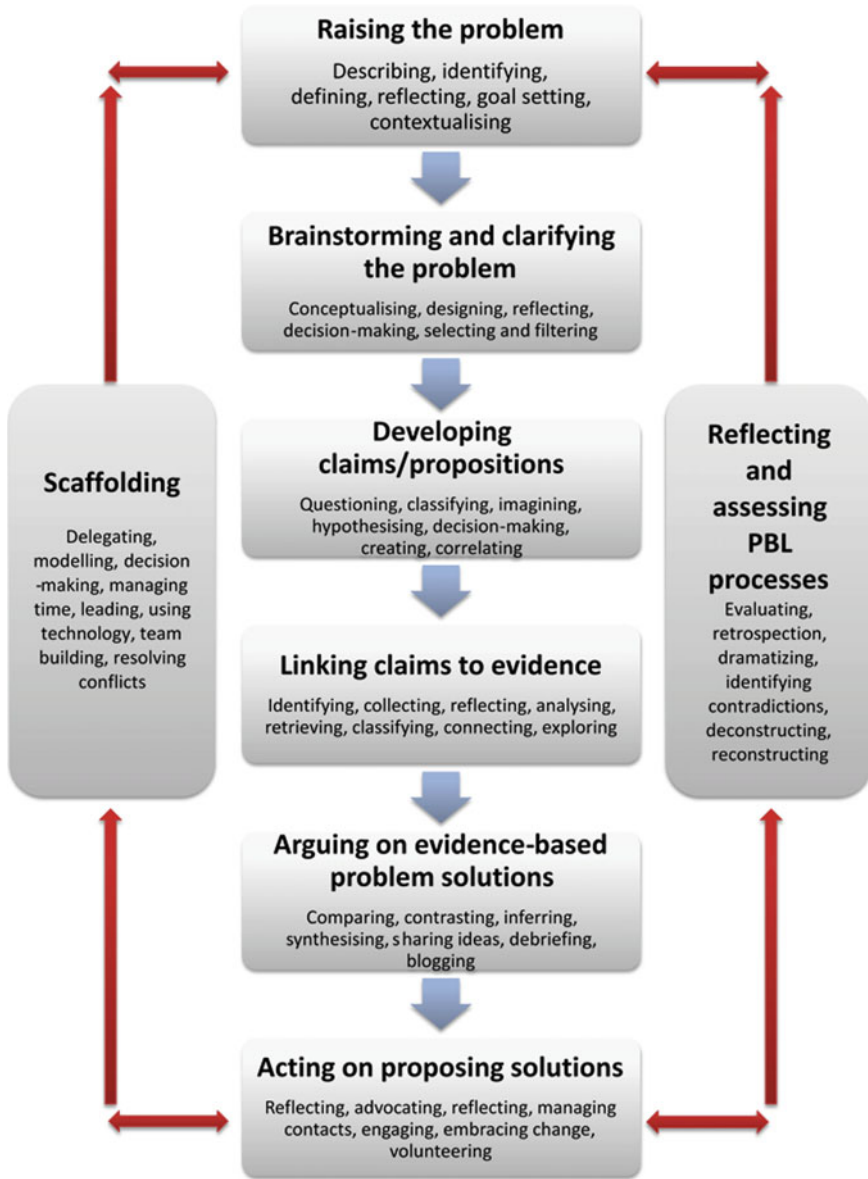 Raising the problem
Describing, identifying,
defining, reflecting, goal setting,
contextualising
Brainstorming and clarifying
the problem
Conceptualising, designing, reflecting,
decision-making, selecting and filtering
Developing
claims/propositions
Questioning, classifying, imagining,
hypothesising, decision-making,
creating, correlating
Scaffolding
Delegating,
modelling, decision
-making, managing
time, leading, using
technology, team
building, resolving
conflicts
Reflecting
and
assessing
PBL
processes
Evaluating,
retrospection,
dramatizing,
identifying
contradictions,
deconstructing,
reconstructing
Linking claims to evidence
Identifying, collecting, reflecting, analysing,
retrieving, classifying, connecting, exploring
Arguing on evidence-based
problem solutions
Comparing, contrasting, inferring,
synthesising, sharing ideas, debriefing,
blogging
Acting on proposing solutions
Reflecting, advocating, reflecting, managing
contacts, engaging, embracing change,
volunteering